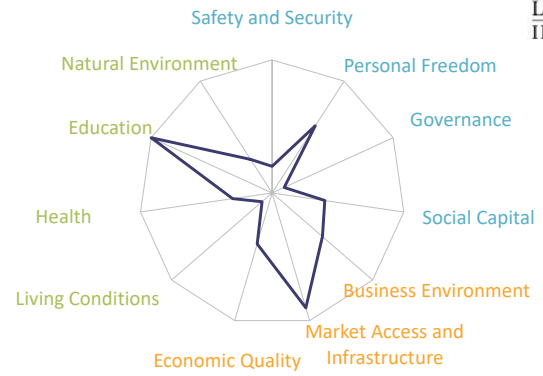 Safety and Security
Natural Environment
Personal Freedom
Education
Governance
Health
Social Capital
Living Conditions
Business Environment
Market Access and
Infrastructure
Economic Quality